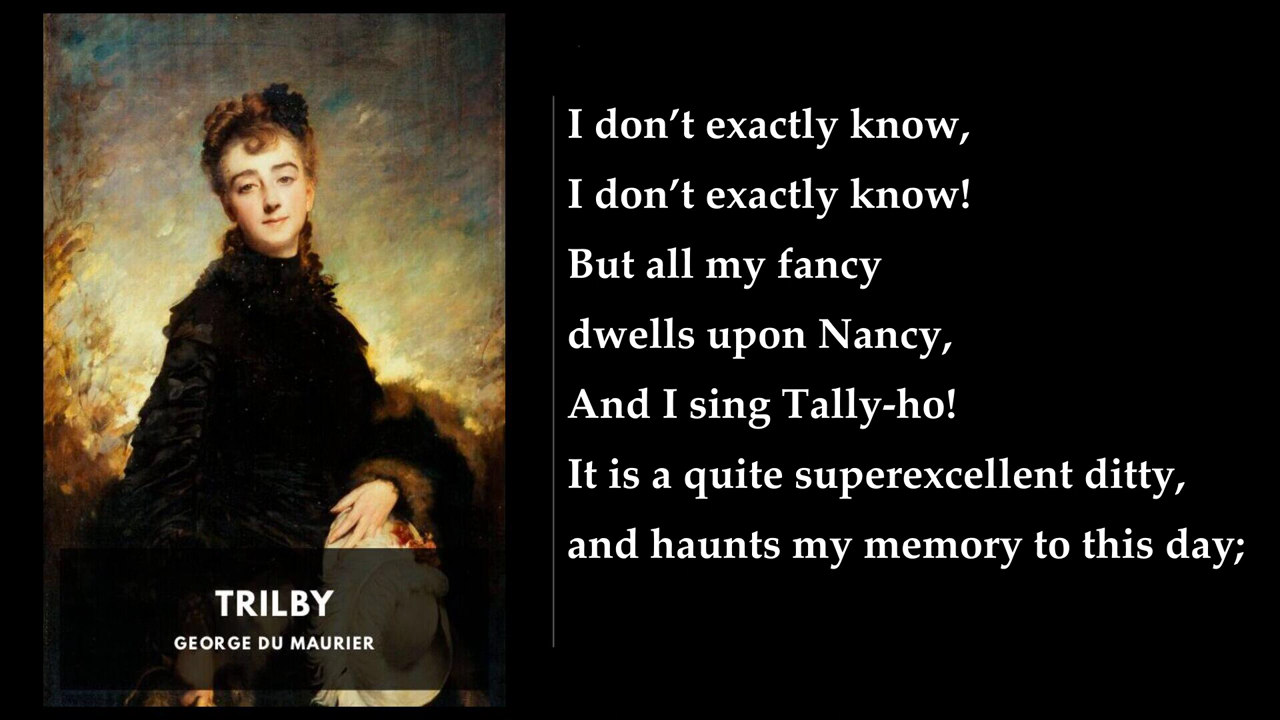 TRILBY
GEORGE DU MAURIER
I don’t exactly know,
I don’t exactly know!
But all my fancy
dwells upon Nancy,
And I sing Tally-ho!
It is a quite superexcellent ditty,
and haunts my memory to this day;